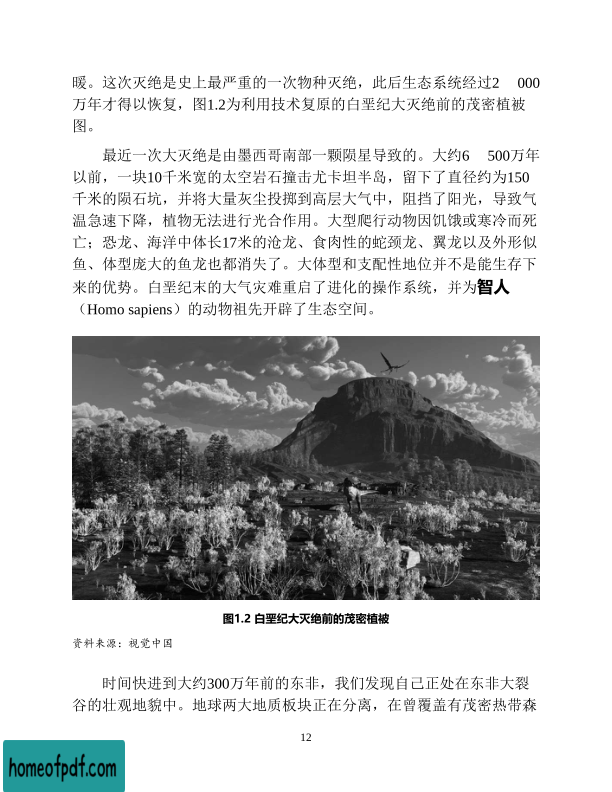 暖。这次灭绝是史上最严重的一次物种灭绝，此后生态系统经过2 000
万年才得以恢复，图1.2为利用技术复原的白垩纪大灭绝前的茂密植被
图。
最近一次大灭绝是由墨西哥南部一颗陨星导致的。大约6 500万年
以前，一块10千米宽的太空岩石撞击尤卡坦半岛，留下了直径约为150
千米的陨石坑，并将大量灰尘投掷到高层大气中，阻挡了阳光，导致气
温急速下降，植物无法进行光合作用。大型爬行动物因饥饿或寒冷而死
亡；恐龙、海洋中体长17米的沧龙、食肉性的蛇颈龙、翼龙以及外形似
鱼、体型庞大的鱼龙也都消失了。大体型和支配性地位并不是能生存下
来的优势。白垩纪末的大气灾难重启了进化的操作系统，并为智人
（Homo sapiens）的动物祖先开辟了生态空间。
图1.2 白垩纪大灭绝前的茂密植被
资料来源：视觉中国
时间快进到大约300万年前的东非，我们发现自己正处在东非大裂
谷的壮观地貌中。地球两大地质板块正在分离，在曾覆盖有茂密热带森
12
homeofpdf.com